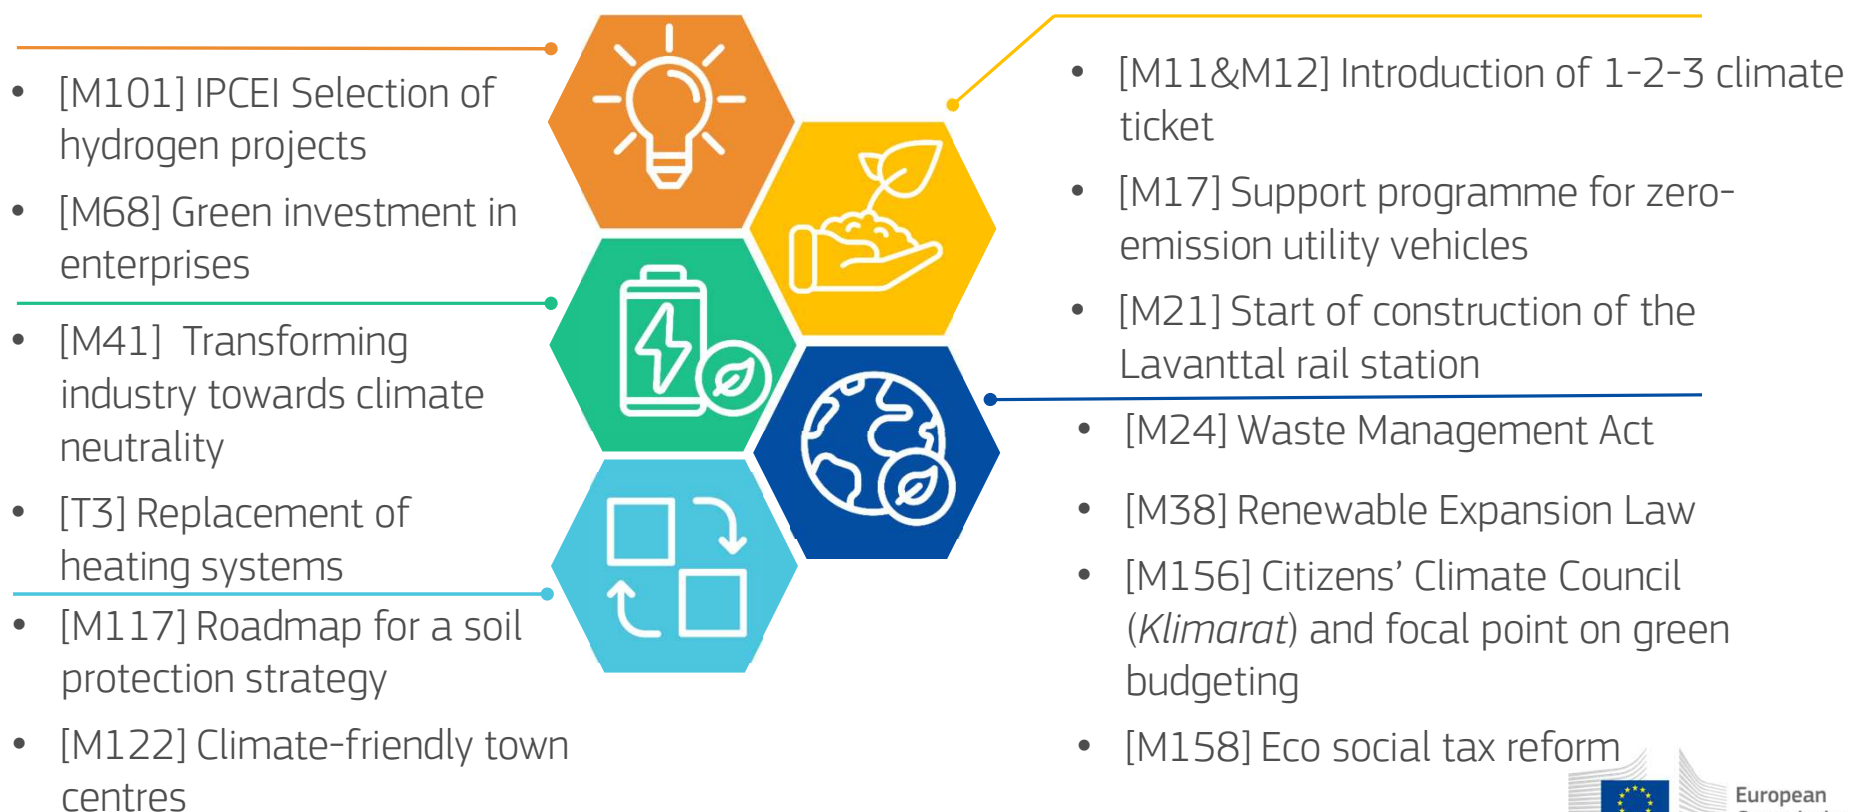 • [M101] IPCEI Selection of
hydrogen projects
• [M68] Green investment in
enterprises
• [M41] Transforming
industry towards climate
neutrality
• [T3] Replacement of
heating systems
• [M117] Roadmap for a soil
protection strategy
• [M122] Climate-friendly town
centres
• [M11&M12] Introduction of 1-2-3 climate
ticket
• [M17] Support programme for zero-
emission utility vehicles
• [M21] Start of construction of the
Lavanttal rail station
• [M24] Waste Management Act
• [M38] Renewable Expansion Law
• [M156] Citizens’ Climate Council
(Klimarat) and focal point on green
budgeting
• [M158] Eco social tax reform
European